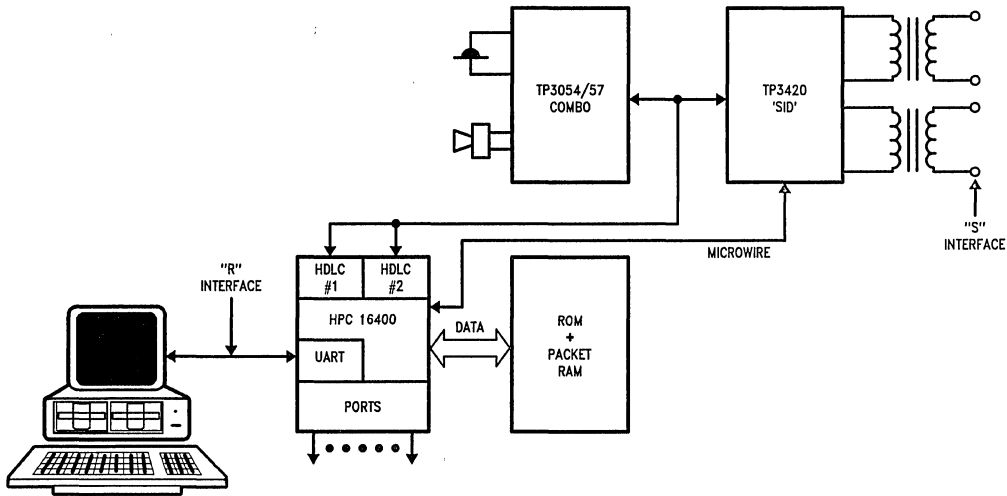 TP3054/57
COMBO
TP3420
'SID'
"S"
INTERFACE
MICROWIRE
"R"
INTERFACE
HDLC
#1
HDLC
#2
HPC 16400
UART
PORTS
DATA
ROM
+
PACKET
RAM